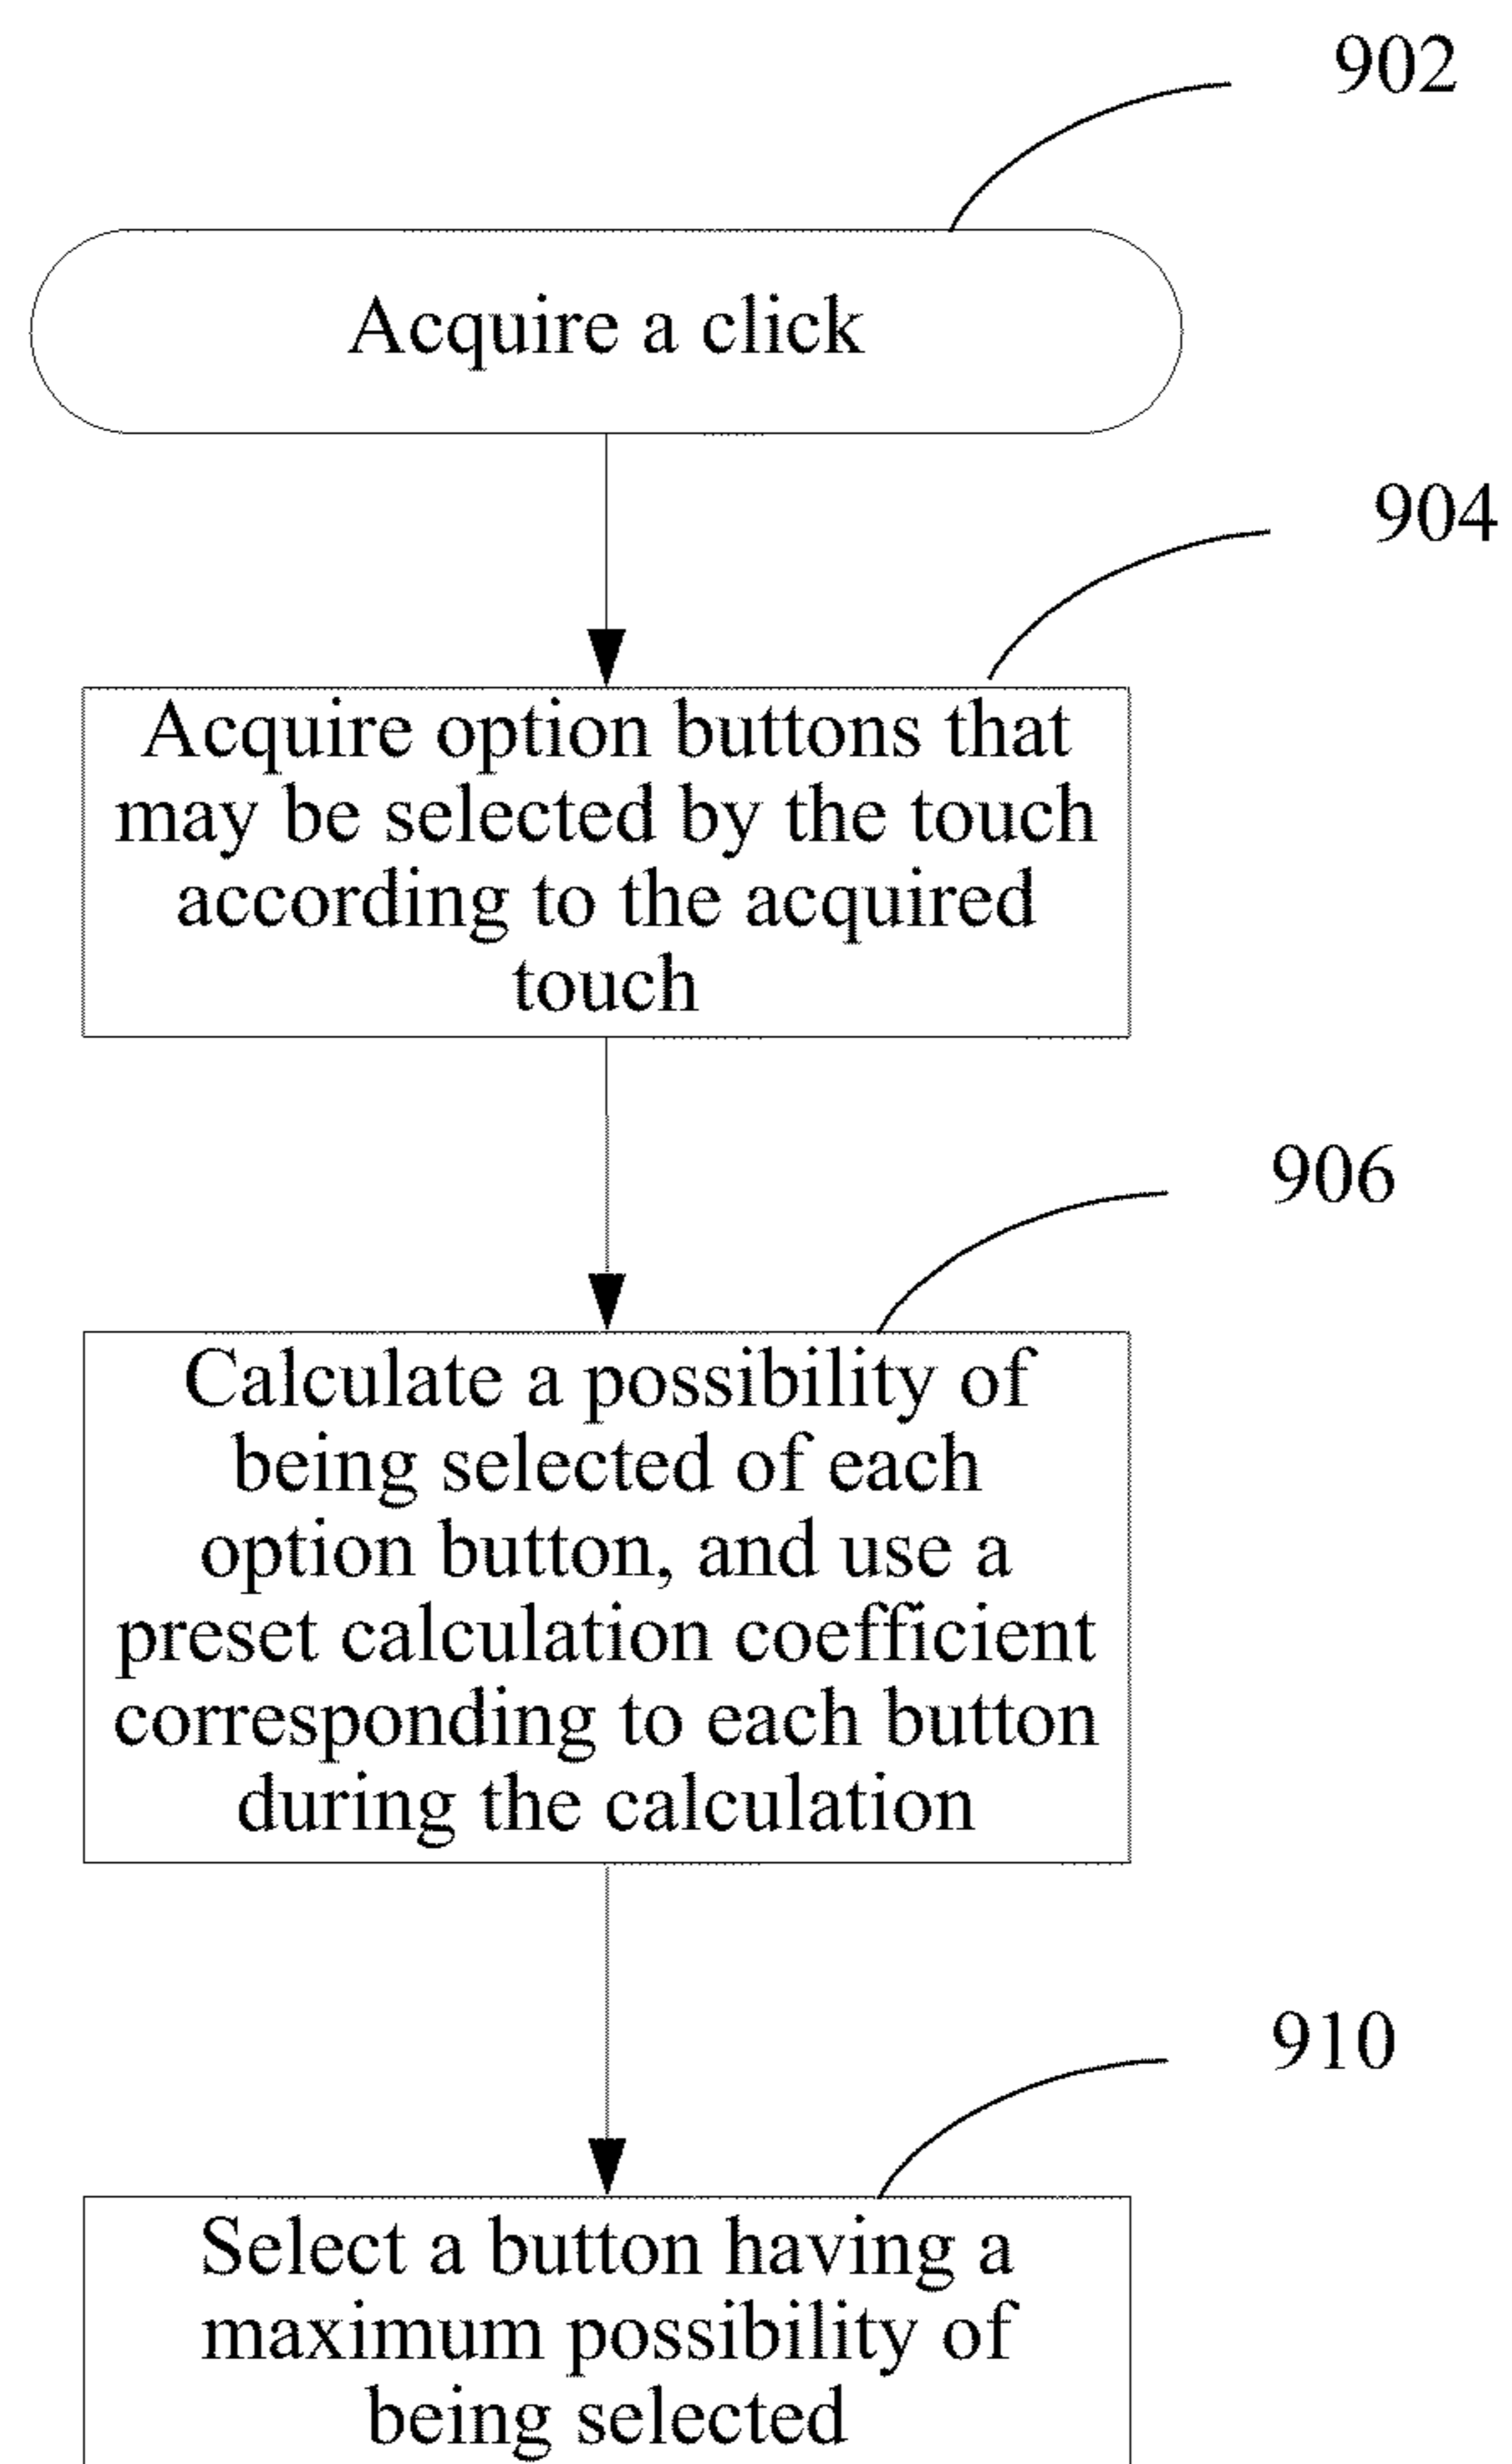 902
Acquire a click
904
Acquire option buttons that
may be selected by the touch
according to the acquired
touch
906
Calculate a possibility of
being selected of each
option button, and use a
preset calculation coefficient
corresponding to each button
during the calculation
910
Select a button having a
maximum possibility of
being selected